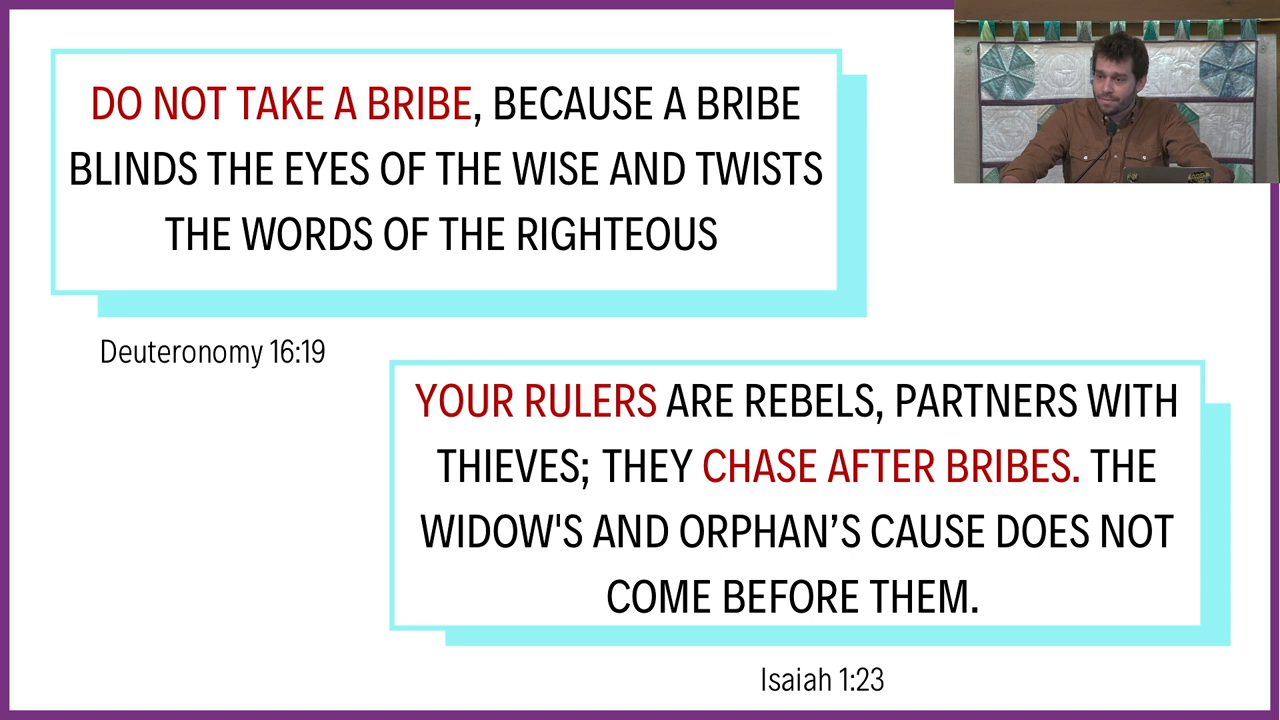 DO NOT TAKE A BRIBE, BECAUSE A BRIBE
BLINDS THE EYES OF THE WISE AND TWISTS
THE WORDS OF THE RIGHTEOUS
Deuteronomy 16:19
YOUR RULERS ARE REBELS, PARTNERS WITH
THIEVES; THEY CHASE AFTER BRIBES. THE
WIDOW'S AND ORPHAN’S CAUSE DOES NOT
COME BEFORE THEM.
Isaiah 1:23